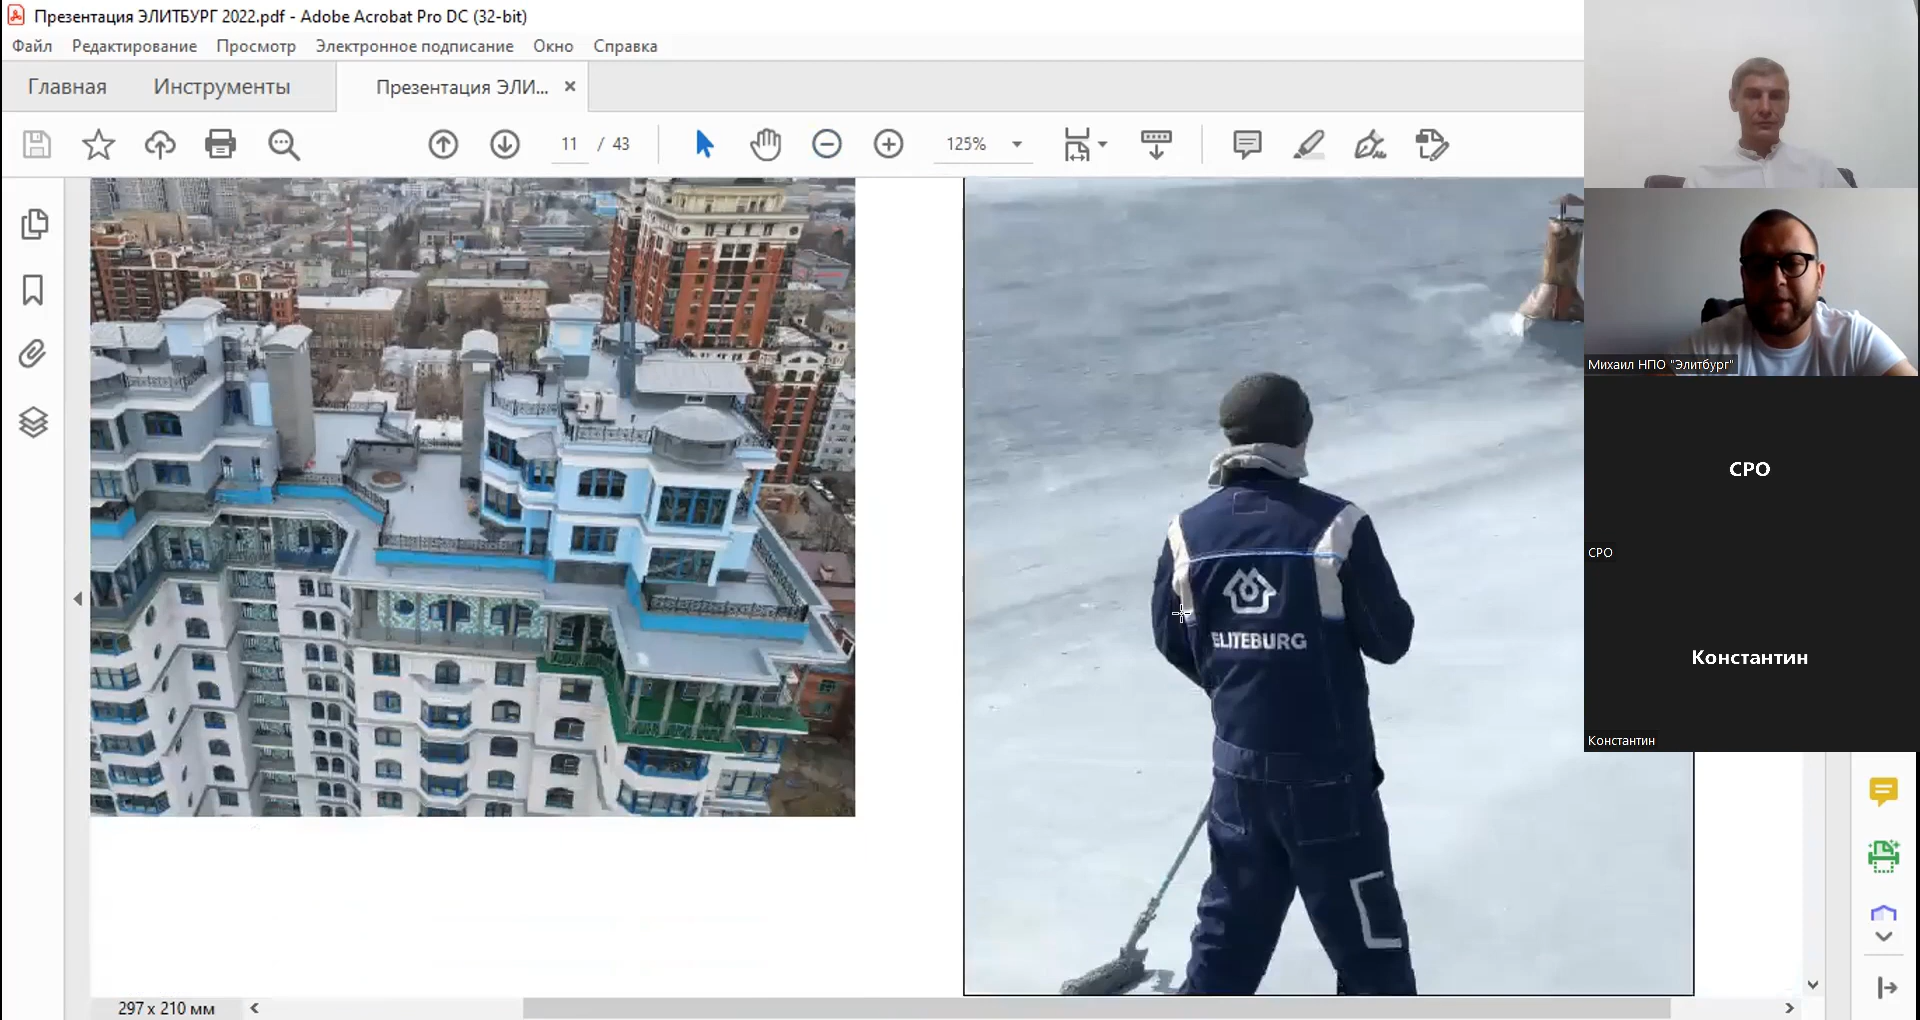 Презентация ЭЛИТБУРГ 2022.pdf - Adobe Acrobat Pro DC (32-bit)
Файл Редактирование Просмотр Электронное подписание Окно Справка
Главная Инструменты Презентация ЭЛИ... ×
11 / 43 125%
Михаил НПО "Элитбург"
СРО
СРО
Константин
Константин
ELITEBURG
297 x 210 мм